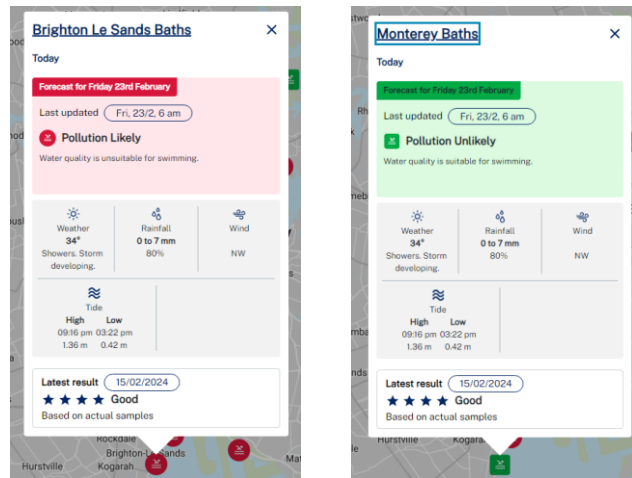 Brighton Le Sands Baths
Today
Forecast for Friday 23rd February
Last updated Fri, 23/2, 6 am
Pollution Likely
Water quality is unsuitable for swimming.
Weather Rainfall Wind
34° 0 to 7 mm
Showers. Storm 80% NW
developing.
Tide
High Low
09:16 pm 03:22 pm
1.36 m 0.42 m
Latest result 15/02/2024
Good
Based on actual samples
Rockdale
Brighton-Le-Sands
Hurstville Kogarah
Monterey Baths
Today
Forecast for Friday 23rd February
Last updated Fri, 23/2, 6 am
Pollution Unlikely
Water quality is suitable for swimming.
Weather Rainfall Wind
34° 0 to 7 mm
Showers. Storm 80% NW
developing.
Tide
High Low
09:16 pm 03:22 pm
1.36 m 0.42 m
Latest result 15/02/2024
Good
Based on actual samples
Hurstville